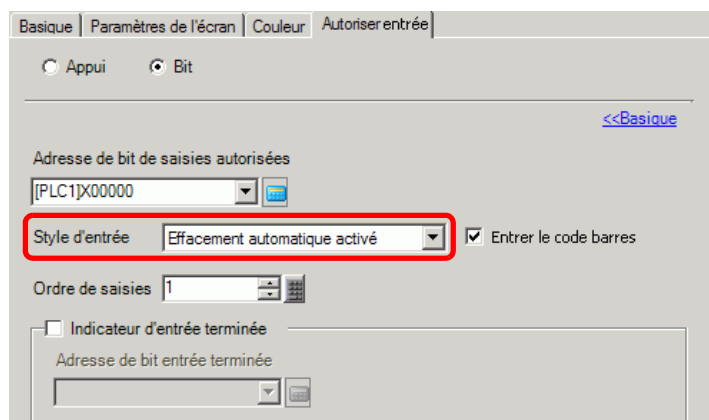 Basique Paramètres de l'écran Couleur Autoriser entrée
Appui Bit
<<Basique
Adresse de bit de saisies autorisées
[PLC1]X00000
Style d'entrée Effacement automatique activé Entrer le code barres
Ordre de saisies 1
Indicateur d'entrée terminée
Adresse de bit entrée terminée